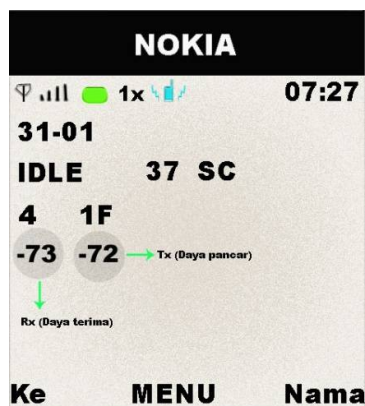 NOKIA
1x 07:27
31-01
IDLE 37 SC
4 1F
-73 -72 Tx (Daya pancar)
Rx (Daya terima)
Ke MENU Nama